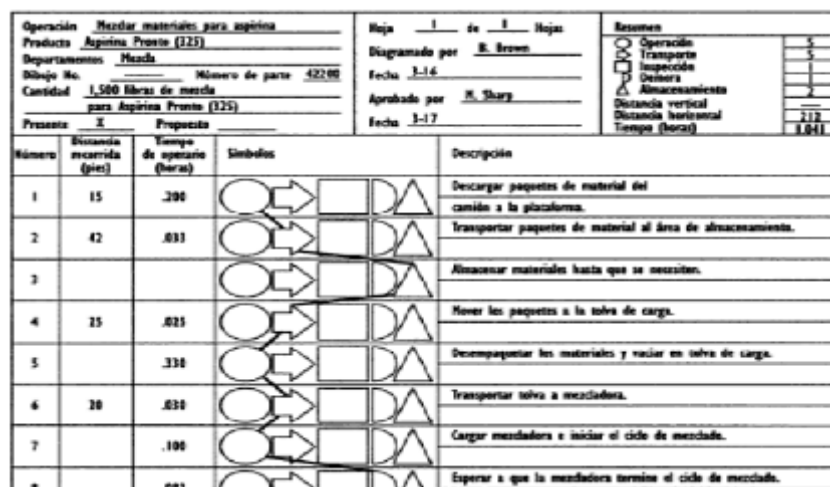 Operación Mezclar materiales para aspirina
Producto Aspirina Pronto (325)
Departamentos Mezcla
Dibujo No. Número de parte 42200
Cantidad 1,500 libras de mezcla
para Aspirina Pronto (325)
Presente X Propuesto
Hoja 1 de 1 Hojas
Diagramado por B. Brown
Fecha 3-16
Aprobado por M. Sharp
Fecha 3-17
Resumen
Operación 5
Transporte 5
Inspección 1
Demora 1
Almacenamiento 2
Distancia vertical
Distancia horizontal 212
Tiempo (horas) 1.041
Número Distancia recorrida (pies) Tiempo de operario (horas) Símbolos Descripción
1 15 .200 Descargar paquetes de material del
camión a la plataforma.
2 42 .033 Transportar paquetes de material al área de almacenamiento.
3 Almacenar materiales hasta que se necesiten.
4 25 .025 Mover los paquetes a la tolva de carga.
5 .330 Desempaquetar los materiales y vaciar en tolva de carga.
6 20 .030 Transportar tolva a mezcladora.
7 .100 Cargar mezcladora e iniciar el ciclo de mezclado.
Esperar a que la mezcladora termine el ciclo de mezclado.